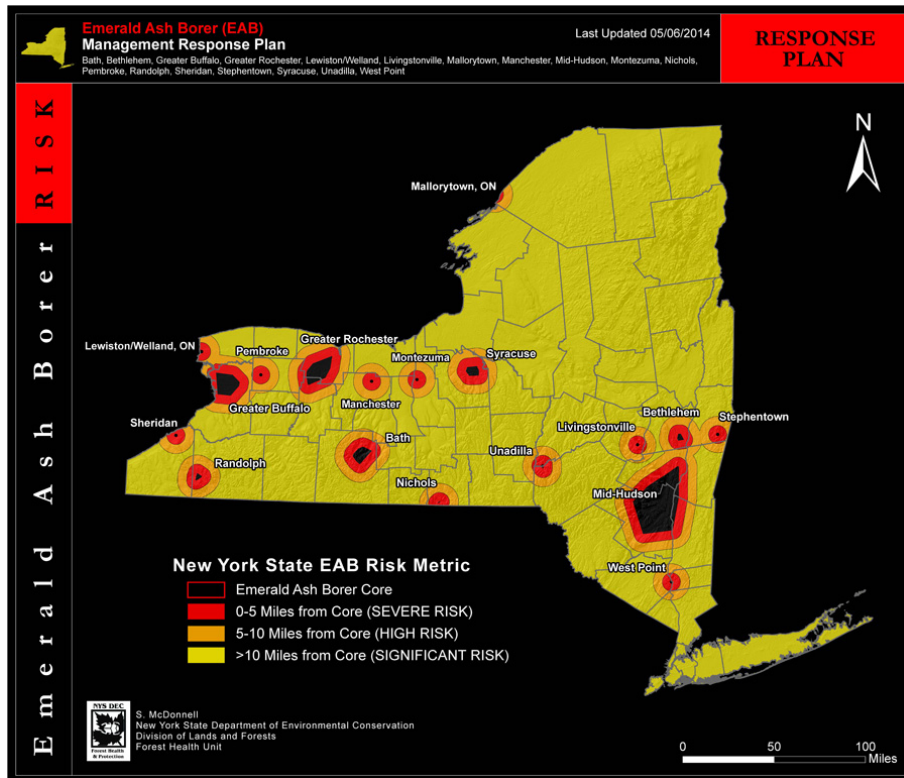 Emerald Ash Borer (EAB)
Management Response Plan
Bath, Bethlehem, Greater Buffalo, Greater Rochester, Lewiston/Welland, Livingstonville, Mallorytown, Manchester, Mid-Hudson, Montezuma, Nichols,
Pembroke, Randolph, Sheridan, Stephentown, Syracuse, Unadilla, West Point
Last Updated 05/06/2014
RESPONSE
PLAN
Emerald Ash Borer RISK
N
Mallorytown, ON
Greater Rochester
Lewiston/Welland, ON
Pembroke
Montezuma
Syracuse
Greater Buffalo
Manchester
Sheridan
Bethlehem
Stephentown
Livingstonville
Bath
Randolph
Unadilla
Nichols
Mid-Hudson
West Point
New York State EAB Risk Metric
Emerald Ash Borer Core
0-5 Miles from Core (SEVERE RISK)
5-10 Miles from Core (HIGH RISK)
>10 Miles from Core (SIGNIFICANT RISK)
NYS DEC
Forest Health
& Protection
S. McDonnell
New York State Department of Environmental Conservation
Division of Lands and Forests
Forest Health Unit
0 50 100
Miles